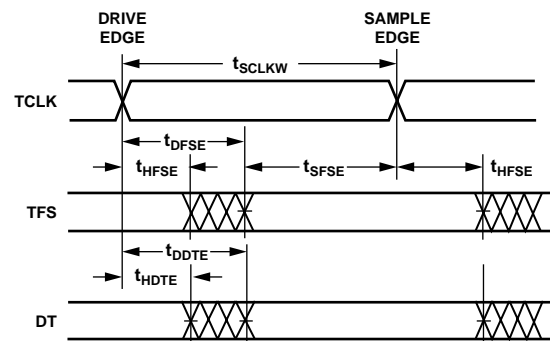 DRIVE EDGE
SAMPLE EDGE
tSCLKW
TCLK
tDFSE
tHFSE
tSFSE
tHFSE
TFS
tDDTE
tHDTE
DT